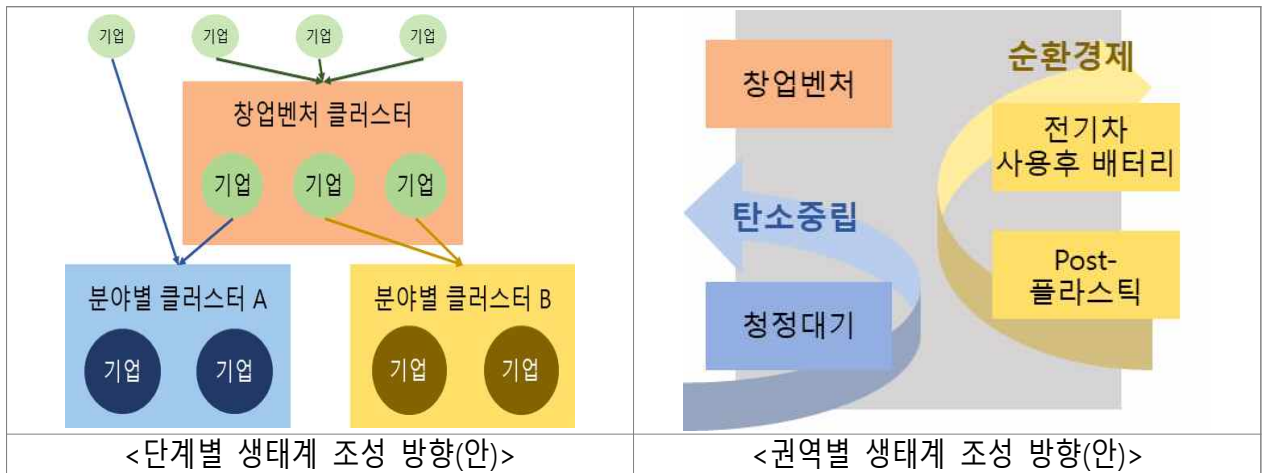 기업
기업
기업
기업
창업벤처 클러스터
기업
기업
기업
분야별 클러스터 A
기업
기업
분야별 클러스터 B
기업
기업
<단계별 생태계 조성 방향(안)>
창업벤처
순환경제
전기차
사용후 배터리
탄소중립
Post-
플라스틱
청정대기
<권역별 생태계 조성 방향(안)>